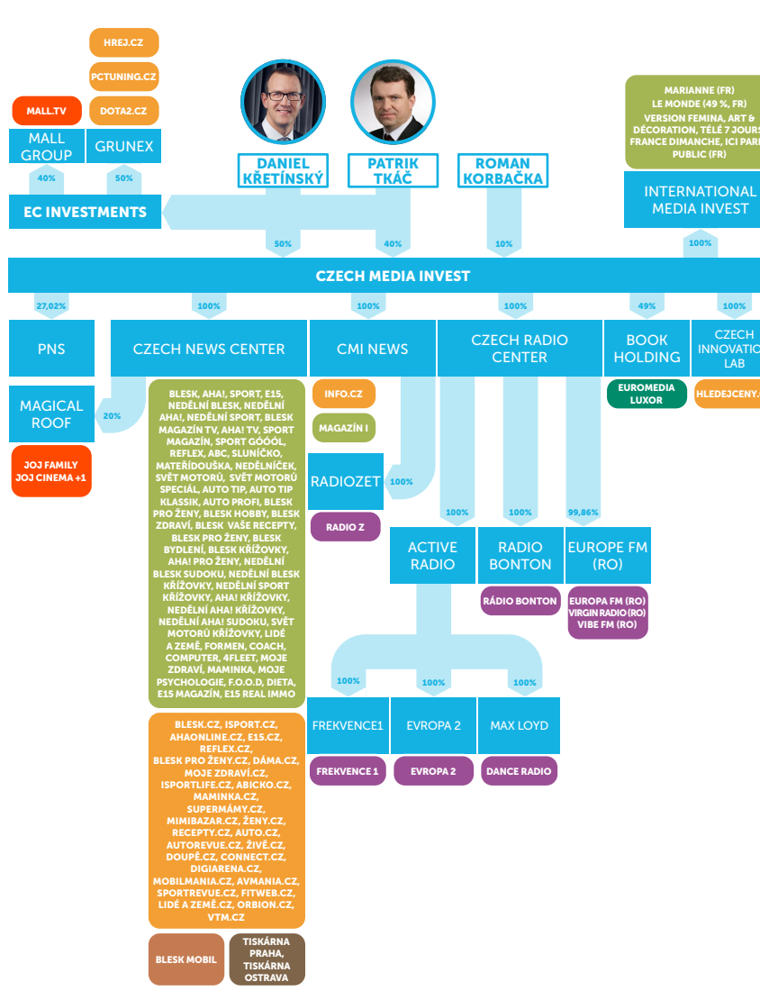 HREJ.CZ
PCTUNING.CZ
MALL.TV
DOTA2.CZ
MALL
GROUP
GRUNEX
40%
50%
EC INVESTMENTS
DANIEL
KŘETÍNSKÝ
PATRIK
TKÁČ
ROMAN
KORBAČKA
MARIANNE (FR)
LE MONDE (49 %, FR)
VERSION FEMINA, ART &
DÉCORATION, TÉLÉ 7 JOURS
FRANCE DIMANCHE, ICI PARI
PUBLIC (FR)
INTERNATIONAL
MEDIA INVEST
50%
40%
10%
100%
CZECH MEDIA INVEST
27,02%
100%
100%
100%
49%
100%
PNS
CZECH NEWS CENTER
CMI NEWS
CZECH RADIO
CENTER
BOOK
HOLDING
CZECH
INNOVATIO
LAB
MAGICAL
ROOF
20%
JOJ FAMILY
JOJ CINEMA +1
BLESK, AHA!, SPORT, E15,
NEDĚLNÍ BLESK, NEDĚLNÍ
AHA!, NEDĚLNÍ SPORT, BLESK
MAGAZÍN TV, AHA! TV, SPORT
MAGAZÍN, SPORT GÓÓÓL,
REFLEX, ABC, SLUNÍČKO,
MATEŘÍDOUŠKA, NEDĚLNÍČEK,
SVĚT MOTORŮ, SVĚT MOTORŮ
SPECIÁL, AUTO TIP, AUTO TIP
KLASSIK, AUTO PROFI, BLESK
PRO ŽENY, BLESK HOBBY, BLESK
ZDRAVÍ, BLESK VAŠE RECEPTY,
BLESK PRO ŽENY, BLESK
BYDLENÍ, BLESK KŘÍŽOVKY,
AHA! PRO ŽENY, NEDĚLNÍ
BLESK SUDOKU, NEDĚLNÍ BLESK
KŘÍŽOVKY, NEDĚLNÍ SPORT
KŘÍŽOVKY, AHA! KŘÍŽOVKY,
NEDĚLNÍ AHA! KŘÍŽOVKY,
NEDĚLNÍ AHA! SUDOKU, SVĚT
MOTORŮ KŘÍŽOVKY, LIDÉ
A ZEMĚ, FORMEN, COACH,
COMPUTER, 4FLEET, MOJE
ZDRAVÍ, MAMINKA, MOJE
PSYCHOLOGIE, F.O.O.D, DIETA,
E15 MAGAZÍN, E15 REAL IMMO
INFO.CZ
MAGAZÍN I
RADIOZET
100%
RADIO Z
EUROMEDIA
LUXOR
HLEDEJCENY.
100%
100%
99,86%
ACTIVE
RADIO
RADIO
BONTON
EUROPE FM
(RO)
RÁDIO BONTON
EUROPA FM (RO)
VIRGIN RADIO (RO)
VIBE FM (RO)
100%
100%
100%
FREKVENCE1
EVROPA 2
MAX LOYD
FREKVENCE 1
EVROPA 2
DANCE RADIO
BLESK.CZ, ISPORT.CZ,
AHAONLINE.CZ, E15.CZ,
REFLEX.CZ,
BLESK PRO ŽENY.CZ, DÁMA.CZ,
MOJE ZDRAVÍ.CZ,
ISPORTLIFE.CZ, ABICKO.CZ,
MAMINKA.CZ,
SUPERMÁMY.CZ,
MIMIBAZAR.CZ, ŽENY.CZ,
RECEPTY.CZ, AUTO.CZ,
AUTOREVUE.CZ, ŽIVĚ.CZ,
DOUPĚ.CZ, CONNECT.CZ,
DIGIARENA.CZ,
MOBILMANIA.CZ, AVMANIA.CZ,
SPORTREVUE.CZ, FITWEB.CZ,
LIDÉ A ZEMĚ.CZ, ORBION.CZ,
VTM.CZ
BLESK MOBIL
TISKÁRNA
PRAHA,
TISKÁRNA
OSTRAVA